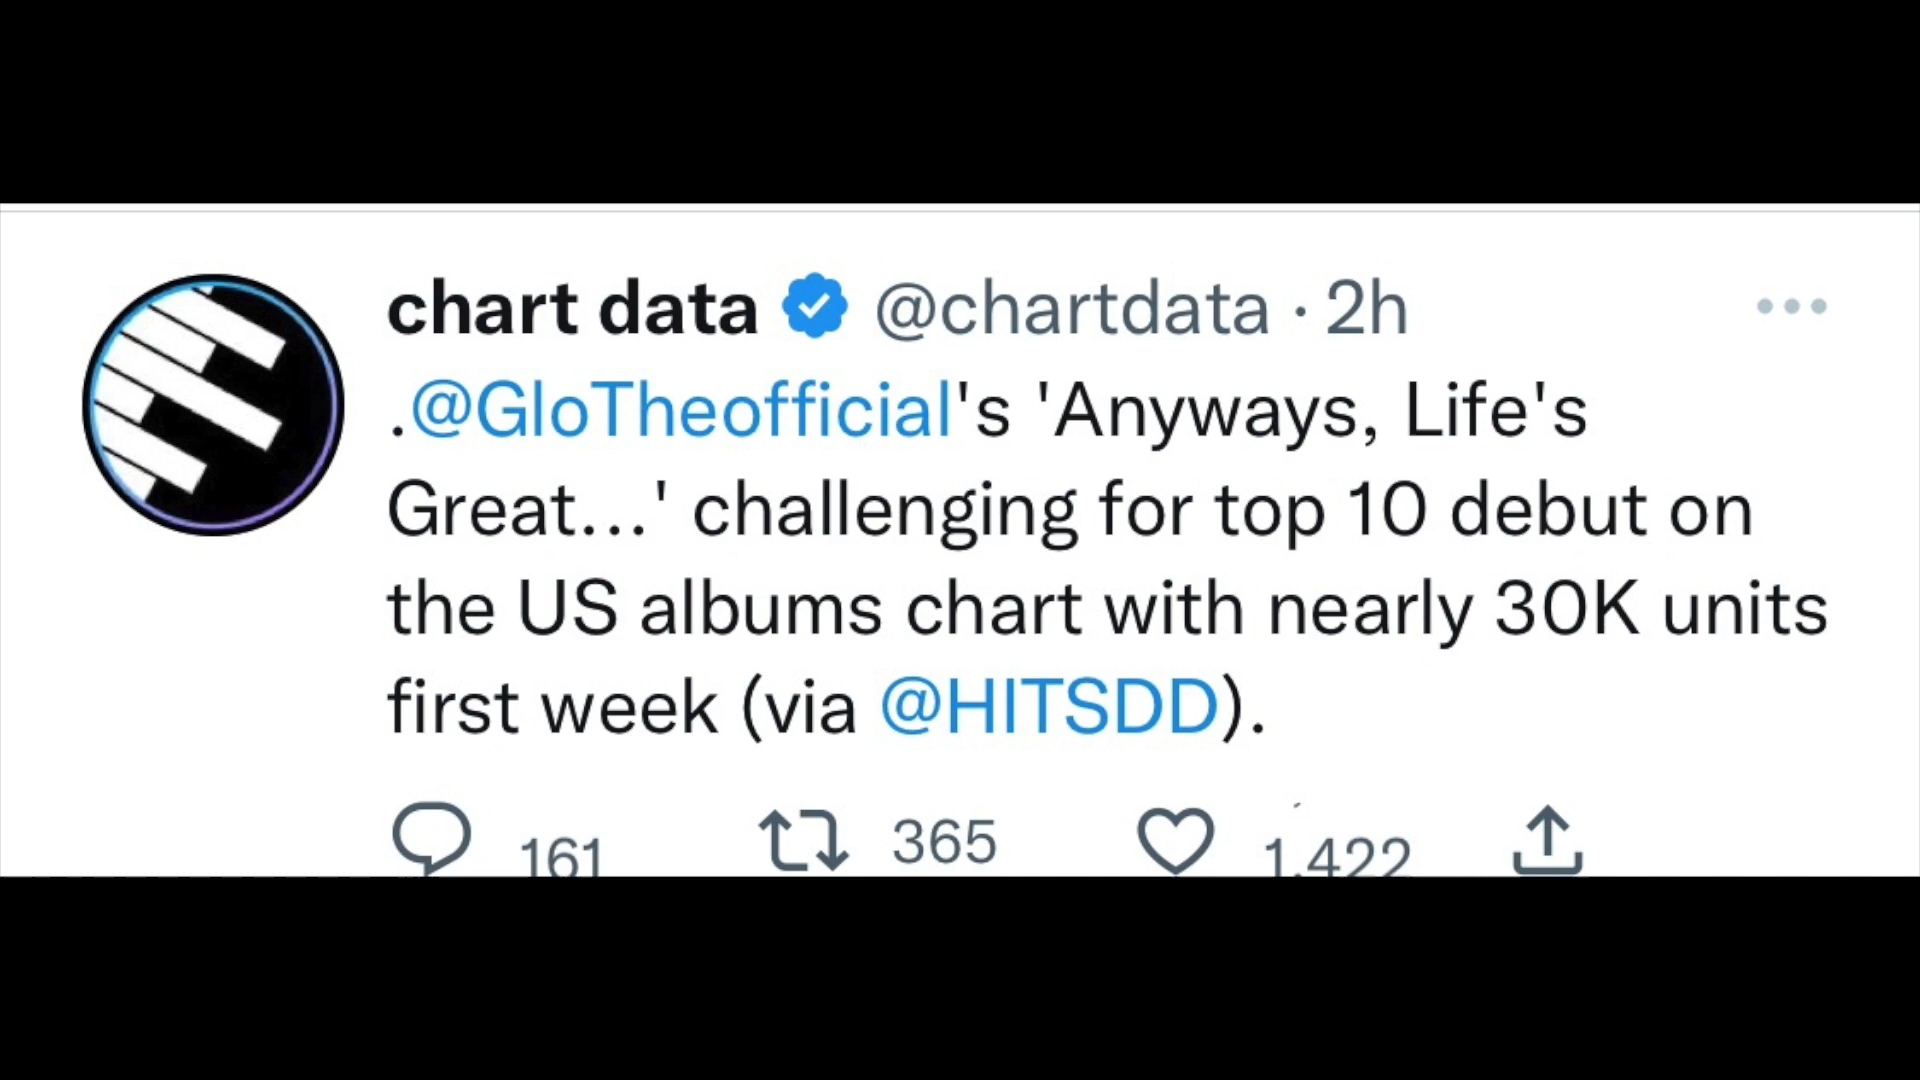 chart data @chartdata · 2h
.@GloTheofficial's 'Anyways, Life's
Great...' challenging for top 10 debut on
the US albums chart with nearly 30K units
first week (via @HITSDD).
161 365 1,422